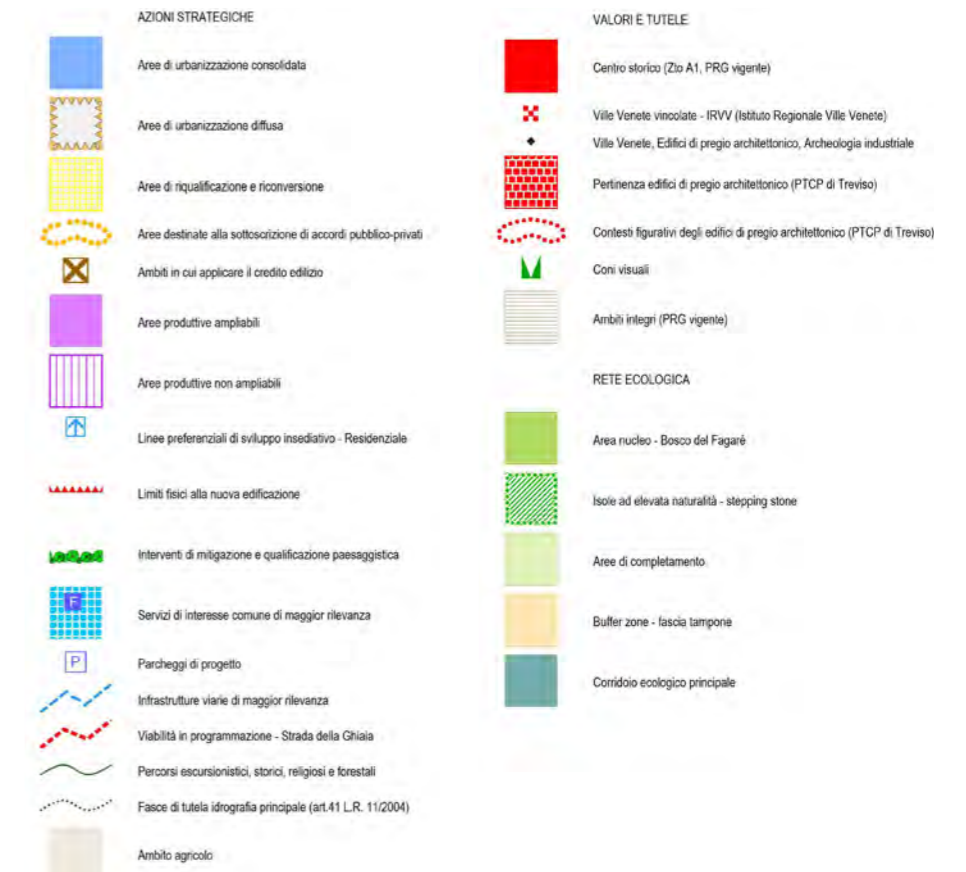 AZIONI STRATEGICHE
Aree di urbanizzazione consolidata
Aree di urbanizzazione diffusa
Aree di riqualificazione e riconversione
Aree destinate alla sottoscrizione di accordi pubblico-privati
Ambiti in cui applicare il credito edilizio
Aree produttive ampliabili
Aree produttive non ampliabili
Linee preferenziali di sviluppo insediativo - Residenziale
Limiti fisici alla nuova edificazione
Interventi di mitigazione e qualificazione paesaggistica
F
Servizi di interesse comune di maggior rilevanza
P
Parcheggi di progetto
Infrastrutture viarie di maggior rilevanza
Viabilità in programmazione - Strada della Ghiaia
Percorsi escursionistici, storici, religiosi e forestali
Fasce di tutela idrografia principale (art.41 L.R. 11/2004)
Ambito agricolo
VALORI E TUTELE
Centro storico (Zto A1, PRG vigente)
Ville Venete vincolate - IRVV (Istituto Regionale Ville Venete)
Ville Venete, Edifici di pregio architettonico, Archeologia industriale
Pertinenza edifici di pregio architettonico (PTCP di Treviso)
Contesti figurativi degli edifici di pregio architettonico (PTCP di Treviso)
Coni visuali
Ambiti integri (PRG vigente)
RETE ECOLOGICA
Area nucleo - Bosco del Fagarè
Isole ad elevata naturalità - stepping stone
Aree di completamento
Buffer zone - fascia tampone
Corridoio ecologico principale